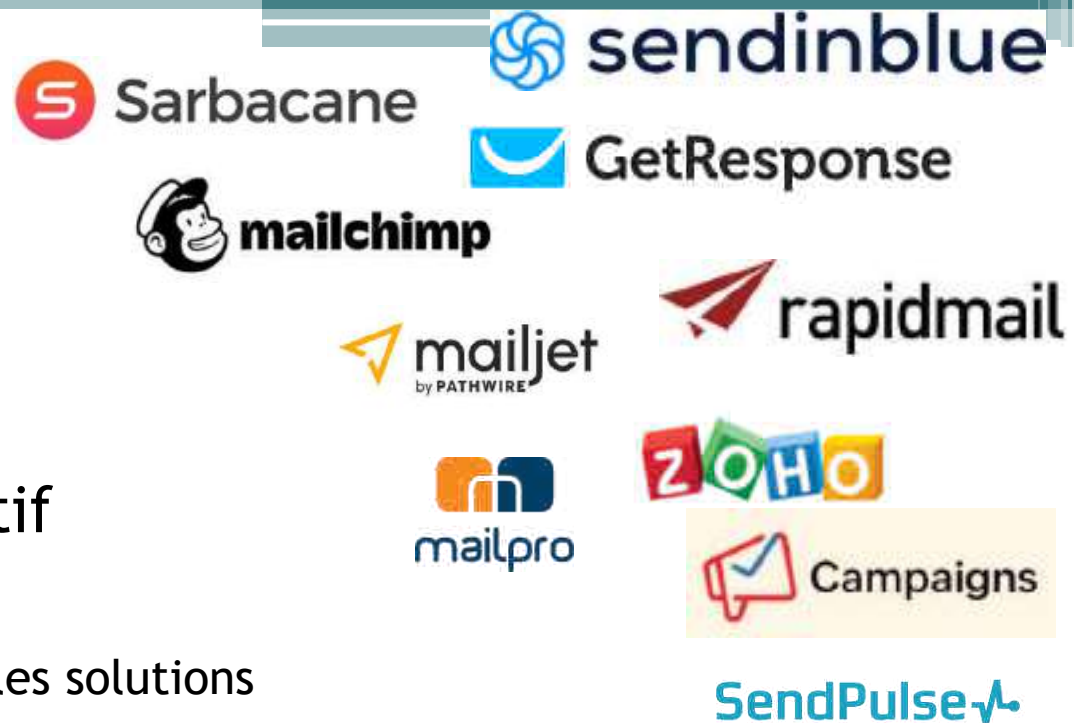 sendinblue
Sarbacane
GetResponse
mailchimp
rapidmail
mailjet
by PATHWIRE
ZOHO
tif
mailpro
Campaigns
les solutions
SendPulse